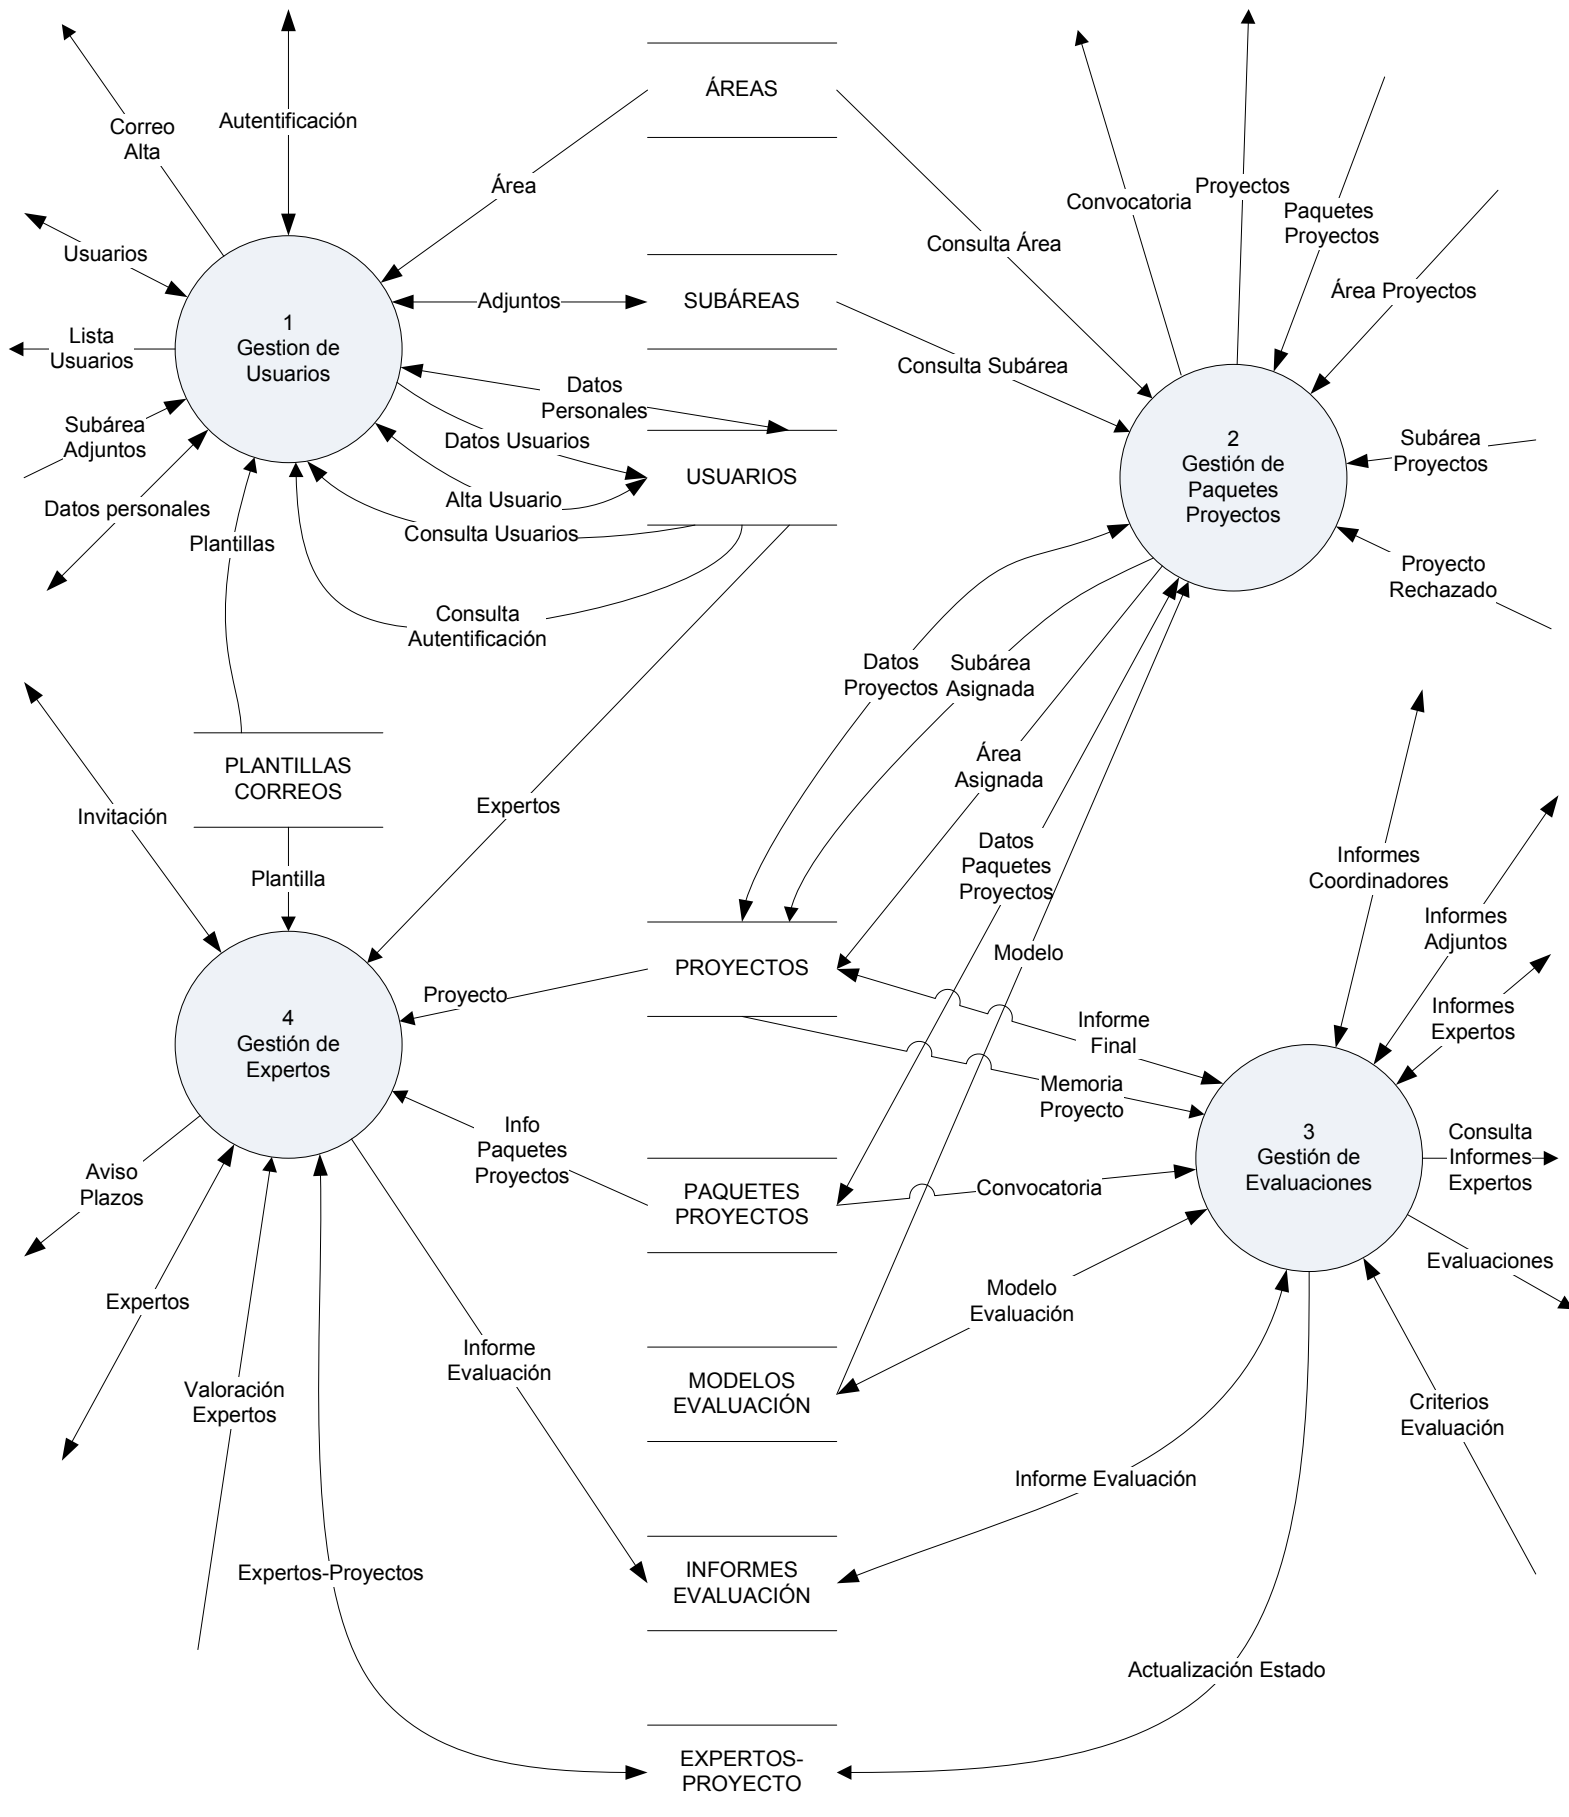 ÁREAS
Correo
Alta
Autentificación
Área
Convocatoria
Proyectos
Paquetes
Proyectos
Usuarios
Consulta Área
Área Proyectos
Adjuntos
SUBÁREAS
1
Gestion de
Usuarios
Lista
Usuarios
Consulta Subárea
Datos
Personales
Subárea
Adjuntos
Datos Usuarios
2
Gestión de
Paquetes
Proyectos
Subárea
Proyectos
USUARIOS
Alta Usuario
Datos personales
Consulta Usuarios
Plantillas
Proyecto
Rechazado
Consulta
Autentificación
Datos
Proyectos
Subárea
Asignada
PLANTILLAS
CORREOS
Área
Asignada
Invitación
Expertos
Datos
Paquetes
Proyectos
Informes
Coordinadores
Plantilla
Informes
Adjuntos
Modelo
PROYECTOS
Proyecto
Informes
Expertos
4
Gestión de
Expertos
Informe
Final
Memoria
Proyecto
Info
Paquetes
Proyectos
3
Gestión de
Evaluaciones
Consulta
Informes
Expertos
Aviso
Plazos
PAQUETES
PROYECTOS
Convocatoria
Evaluaciones
Expertos
Modelo
Evaluación
Informe
Evaluación
Valoración
Expertos
MODELOS
EVALUACIÓN
Criterios
Evaluación
Informe Evaluación
Expertos-Proyectos
INFORMES
EVALUACIÓN
Actualización Estado
EXPERTOS-
PROYECTO